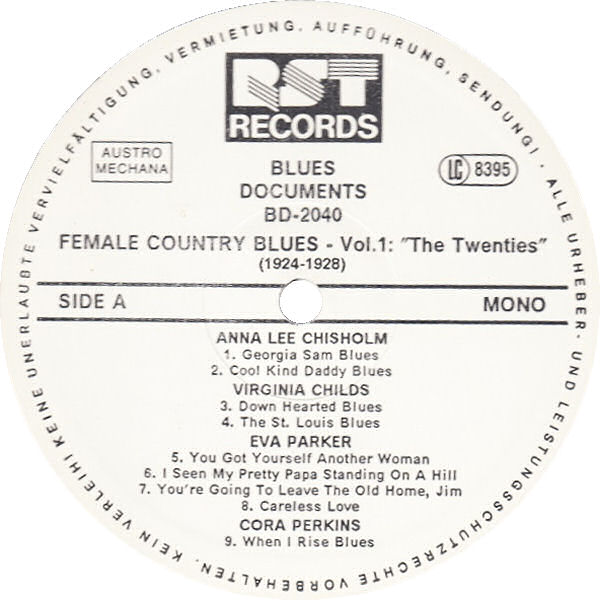 RST
RECORDS
AUSTRO
MECHANA
LC 8395
BLUES
DOCUMENTS
BD-2040
FEMALE COUNTRY BLUES - Vol.1: "The Twenties"
(1924-1928)
SIDE A
MONO
ANNA LEE CHISHOLM
1. Georgia Sam Blues
2. Cool Kind Daddy Blues
VIRGINIA CHILDS
3. Down Hearted Blues
4. The St. Louis Blues
EVA PARKER
5. You Got Yourself Another Woman
6. I Seen My Pretty Papa Standing On A Hill
7. You're Going To Leave The Old Home, Jim
8. Careless Love
CORA PERKINS
9. When I Rise Blues
ALLE URHEBER- UND LEISTUNGSSCHUTZRECHTE VORBEHALTEN. KEIN VERLEIH! KEINE UNERLAUBTE VERVIELFÄLTIGUNG, VERMIETUNG, AUFFÜHRUNG, SENDUNG! ·